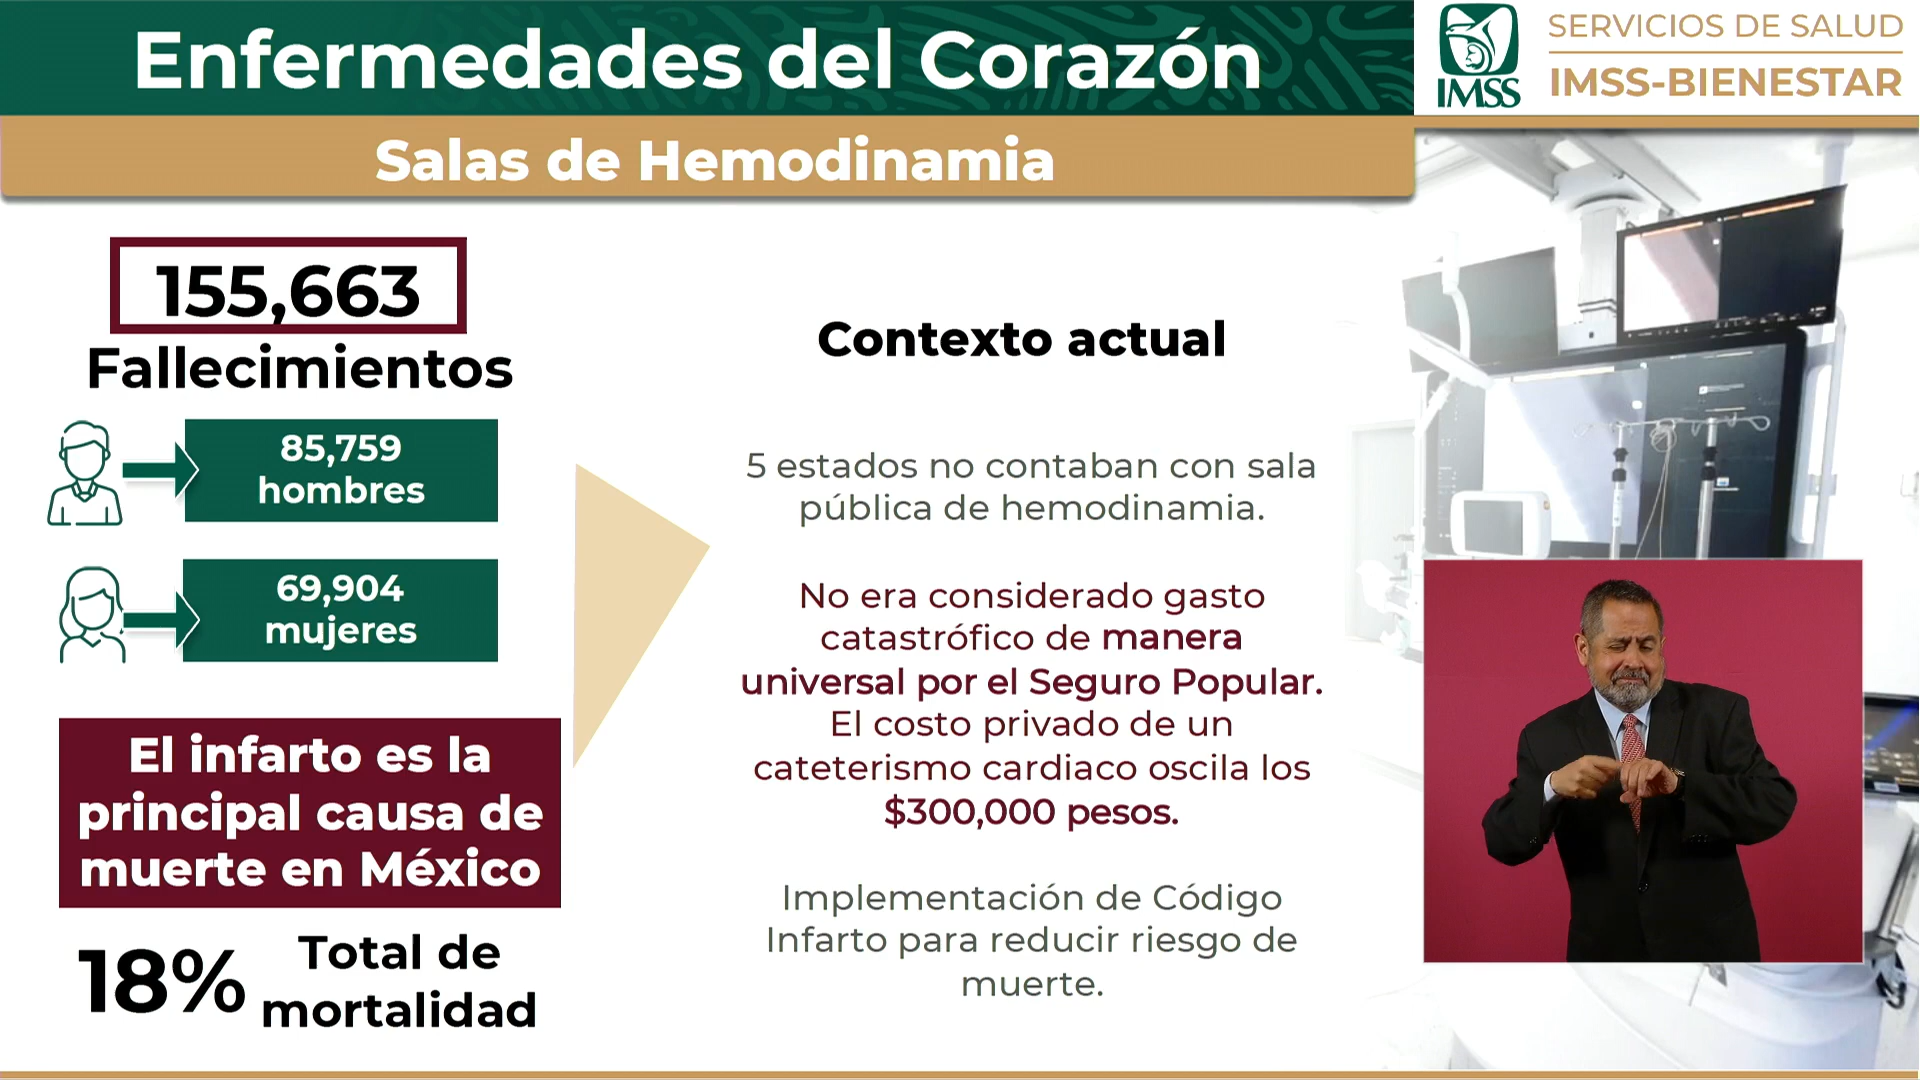 Enfermedades del Corazón
IMSS
SERVICIOS DE SALUD
IMSS-BIENESTAR
Salas de Hemodinamia
155,663
Fallecimientos
85,759
hombres
69,904
mujeres
El infarto es la
principal causa de
muerte en México
18%
Total de
mortalidad
Contexto actual
5 estados no contaban con sala
pública de hemodinamia.
No era considerado gasto
catastrófico de manera
universal por el Seguro Popular.
El costo privado de un
cateterismo cardiaco oscila los
$300,000 pesos.
Implementación de Código
Infarto para reducir riesgo de
muerte.